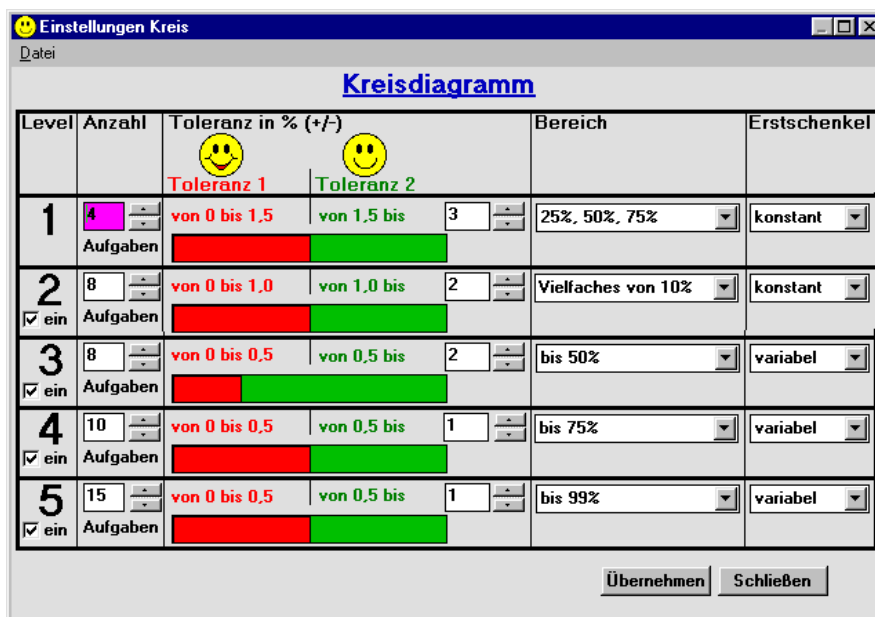 Einstellungen Kreis
Datei
Kreisdiagramm
Level Anzahl Toleranz in % (+/-) Bereich Erstschenkel
Toleranz 1 Toleranz 2
1 4 von 0 bis 1,5 von 1,5 bis 3 25%, 50%, 75% konstant
Aufgaben
2 8 von 0 bis 1,0 von 1,0 bis 2 Vielfaches von 10% konstant
ein Aufgaben
3 8 von 0 bis 0,5 von 0,5 bis 2 bis 50% variabel
ein Aufgaben
4 10 von 0 bis 0,5 von 0,5 bis 1 bis 75% variabel
ein Aufgaben
5 15 von 0 bis 0,5 von 0,5 bis 1 bis 99% variabel
ein Aufgaben
Übernehmen Schließen